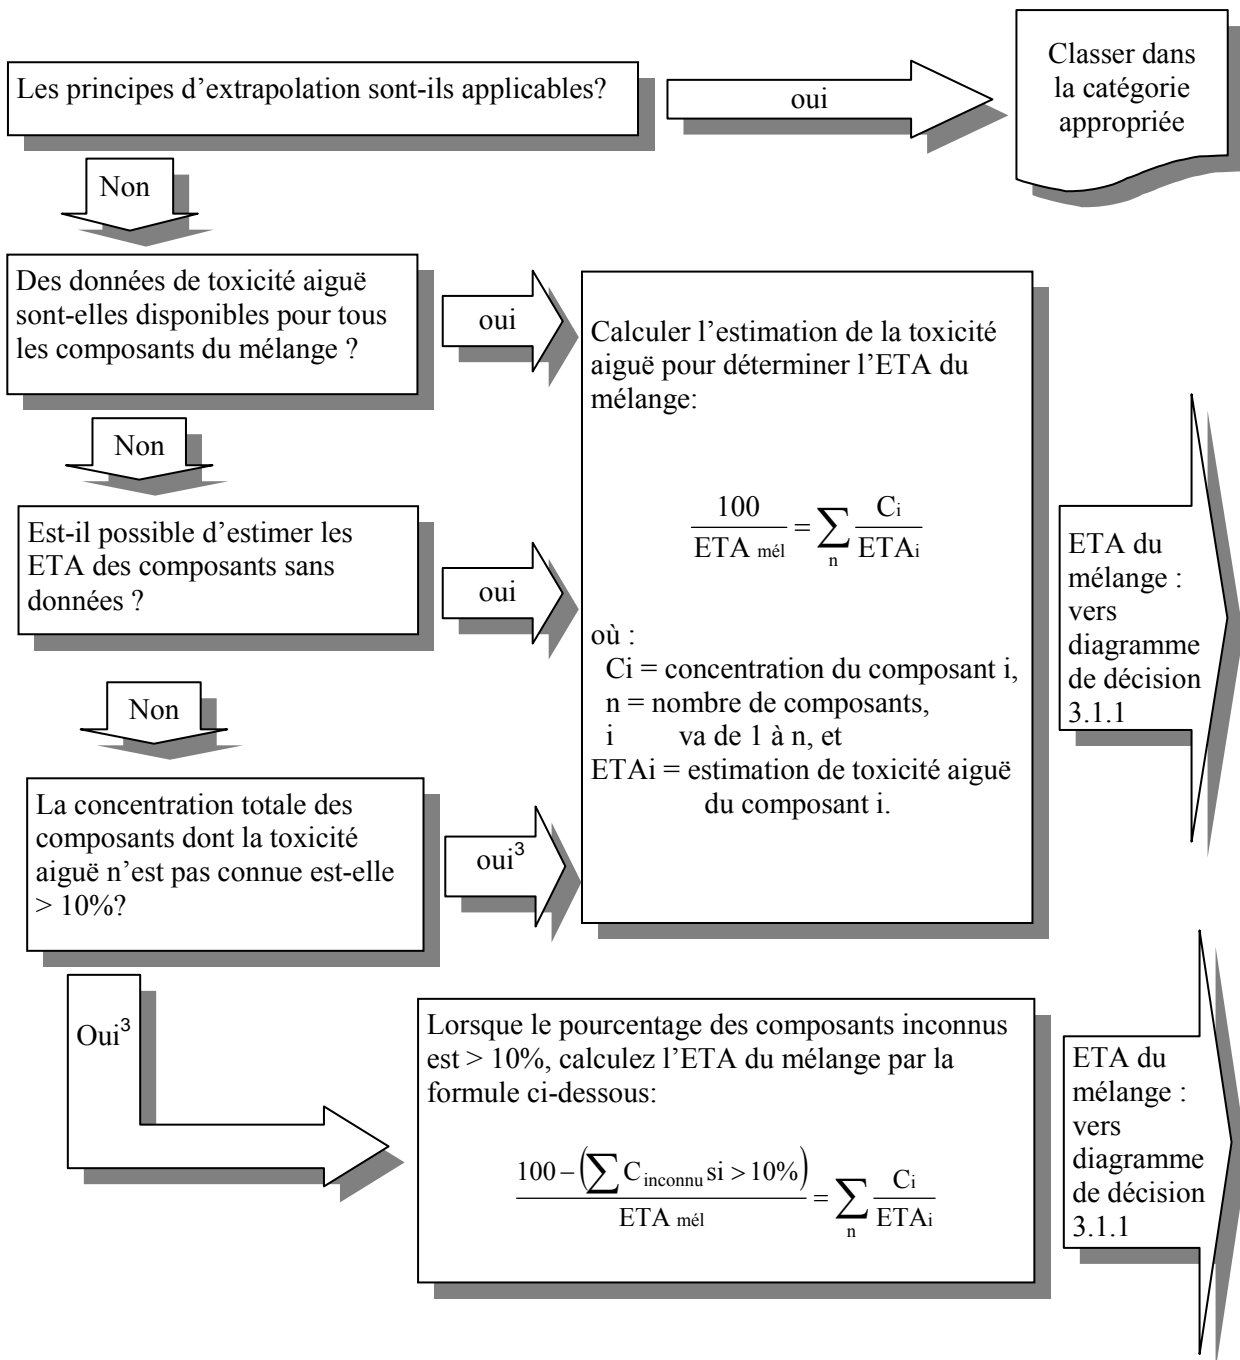 Les principes d'extrapolation sont-ils applicables?
oui
Classer dans
la catégorie
appropriée
Non
Des données de toxicité aiguë
sont-elles disponibles pour tous
les composants du mélange ?
oui
Non
Est-il possible d'estimer les
ETA des composants sans
données ?
oui
Non
La concentration totale des
composants dont la toxicité
aiguë n'est pas connue est-elle
> 10%?
oui³
Calculer l'estimation de la toxicité
aiguë pour déterminer l'ETA du
mélange:
100 / ETA mél = ∑ n Ci / ETAi
où :
Ci = concentration du composant i,
n = nombre de composants,
i va de 1 à n, et
ETAi = estimation de toxicité aiguë
du composant i.
ETA du
mélange :
vers
diagramme
de décision
3.1.1
Oui³
Lorsque le pourcentage des composants inconnus
est > 10%, calculez l'ETA du mélange par la
formule ci-dessous:
100 – (∑ C inconnu si > 10%) / ETA mél = ∑ n Ci / ETAi
ETA du
mélange :
vers
diagramme
de décision
3.1.1